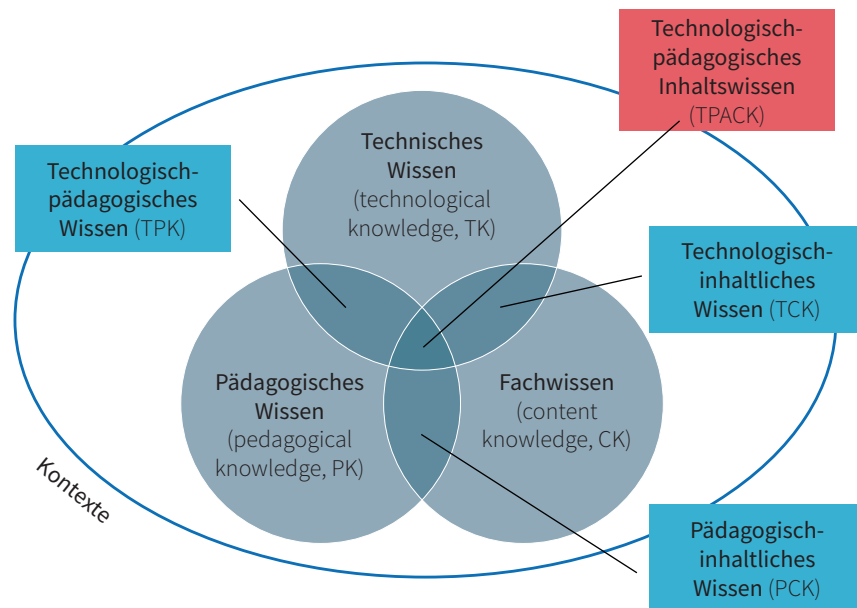 Technologisch-
pädagogisches
Inhaltswissen
(TPACK)
Technisches
Wissen
(technological
knowledge, TK)
Technologisch-
pädagogisches
Wissen (TPK)
Technologisch-
inhaltliches
Wissen (TCK)
Pädagogisches
Wissen
(pedagogical
knowledge, PK)
Fachwissen
(content
knowledge, CK)
Kontexte
Pädagogisch-
inhaltliches
Wissen (PCK)